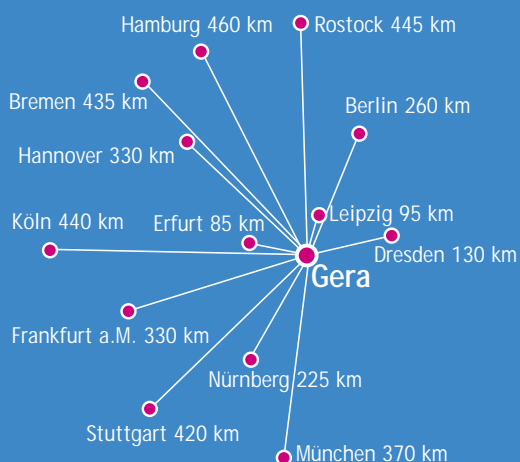 Hamburg 460 km
Rostock 445 km
Bremen 435 km
Berlin 260 km
Hannover 330 km
Köln 440 km
Erfurt 85 km
Leipzig 95 km
Dresden 130 km
Gera
Frankfurt a.M. 330 km
Nürnberg 225 km
Stuttgart 420 km
München 370 km